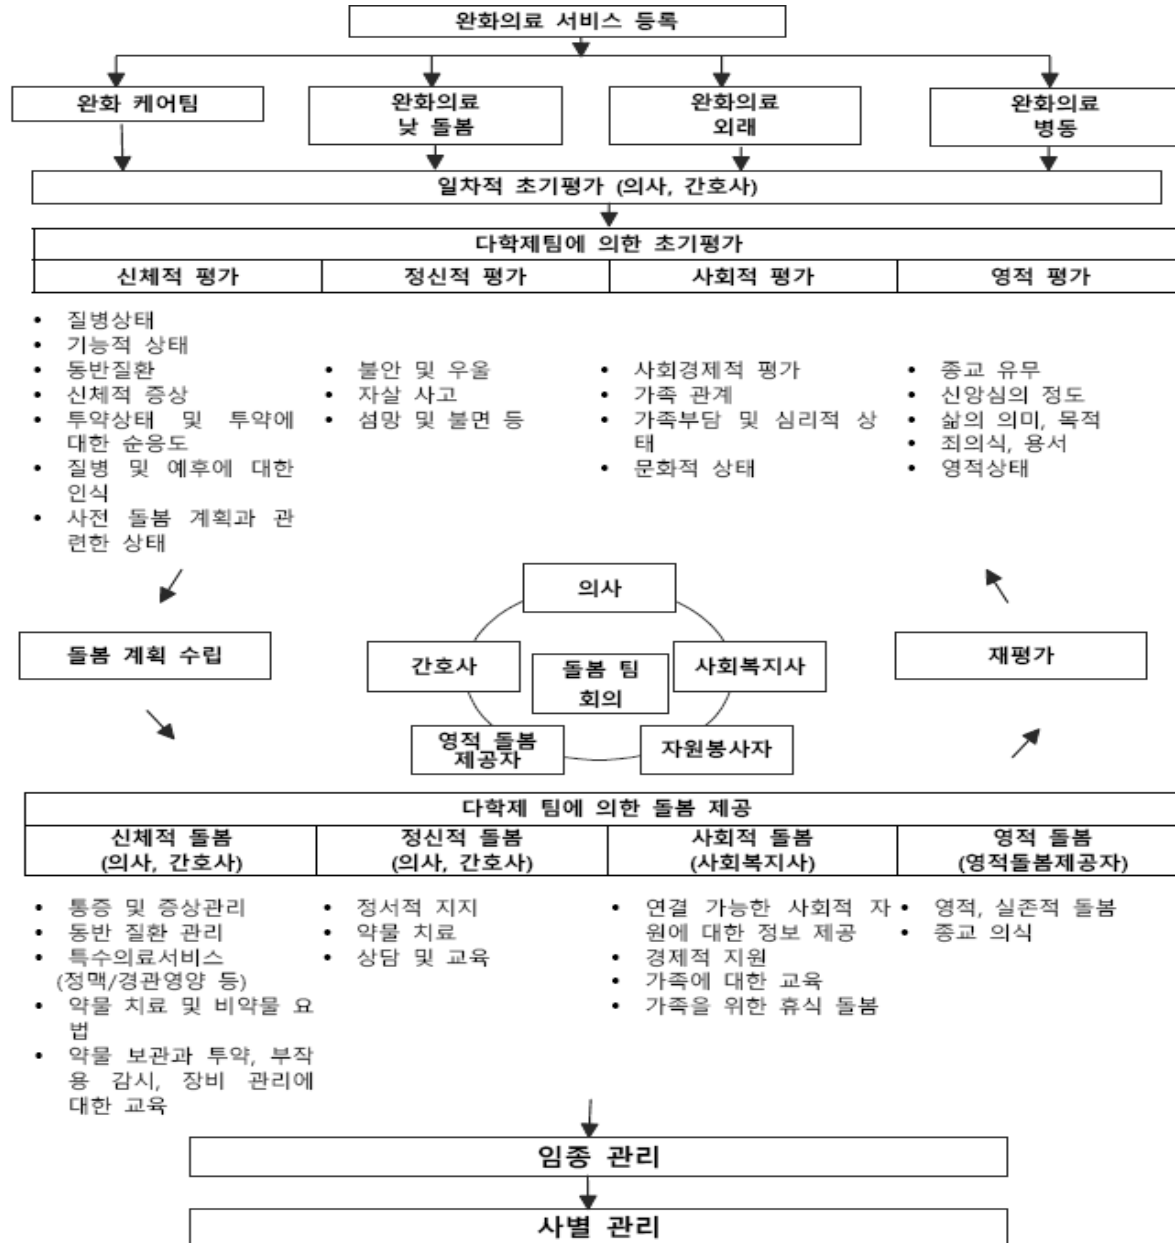 완화의료 서비스 등록
완화 케어팀
완화의료
낮 돌봄
완화의료
외래
완화의료
병동
일차적 초기평가 (의사, 간호사)
다학제팀에 의한 초기평가
신체적 평가
정신적 평가
사회적 평가
영적 평가
• 질병상태
• 기능적 상태
• 동반질환
• 신체적 증상
• 투약상태 및 투약에
대한 순응도
• 질병 및 예후에 대한
인식
• 사전 돌봄 계획과 관
련한 상태
• 불안 및 우울
• 자살 사고
• 섬망 및 불면 등
• 사회경제적 평가
• 가족 관계
• 가족부담 및 심리적 상
태
• 문화적 상태
• 종교 유무
• 신앙심의 정도
• 삶의 의미, 목적
• 죄의식, 용서
• 영적상태
돌봄 계획 수립
의사
간호사
돌봄 팀
회의
사회복지사
영적 돌봄
제공자
자원봉사자
재평가
다학제 팀에 의한 돌봄 제공
신체적 돌봄
(의사, 간호사)
정신적 돌봄
(의사, 간호사)
사회적 돌봄
(사회복지사)
영적 돌봄
(영적돌봄제공자)
• 통증 및 증상관리
• 동반 질환 관리
• 특수의료서비스
(정맥/경관영양 등)
• 약물 치료 및 비약물 요
법
• 약물 보관과 투약, 부작
용 감시, 장비 관리에
대한 교육
• 정서적 지지
• 약물 치료
• 상담 및 교육
• 연결 가능한 사회적 자
원에 대한 정보 제공
• 경제적 지원
• 가족에 대한 교육
• 가족을 위한 휴식 돌봄
• 영적, 실존적 돌봄
• 종교 의식
임종 관리
사별 관리